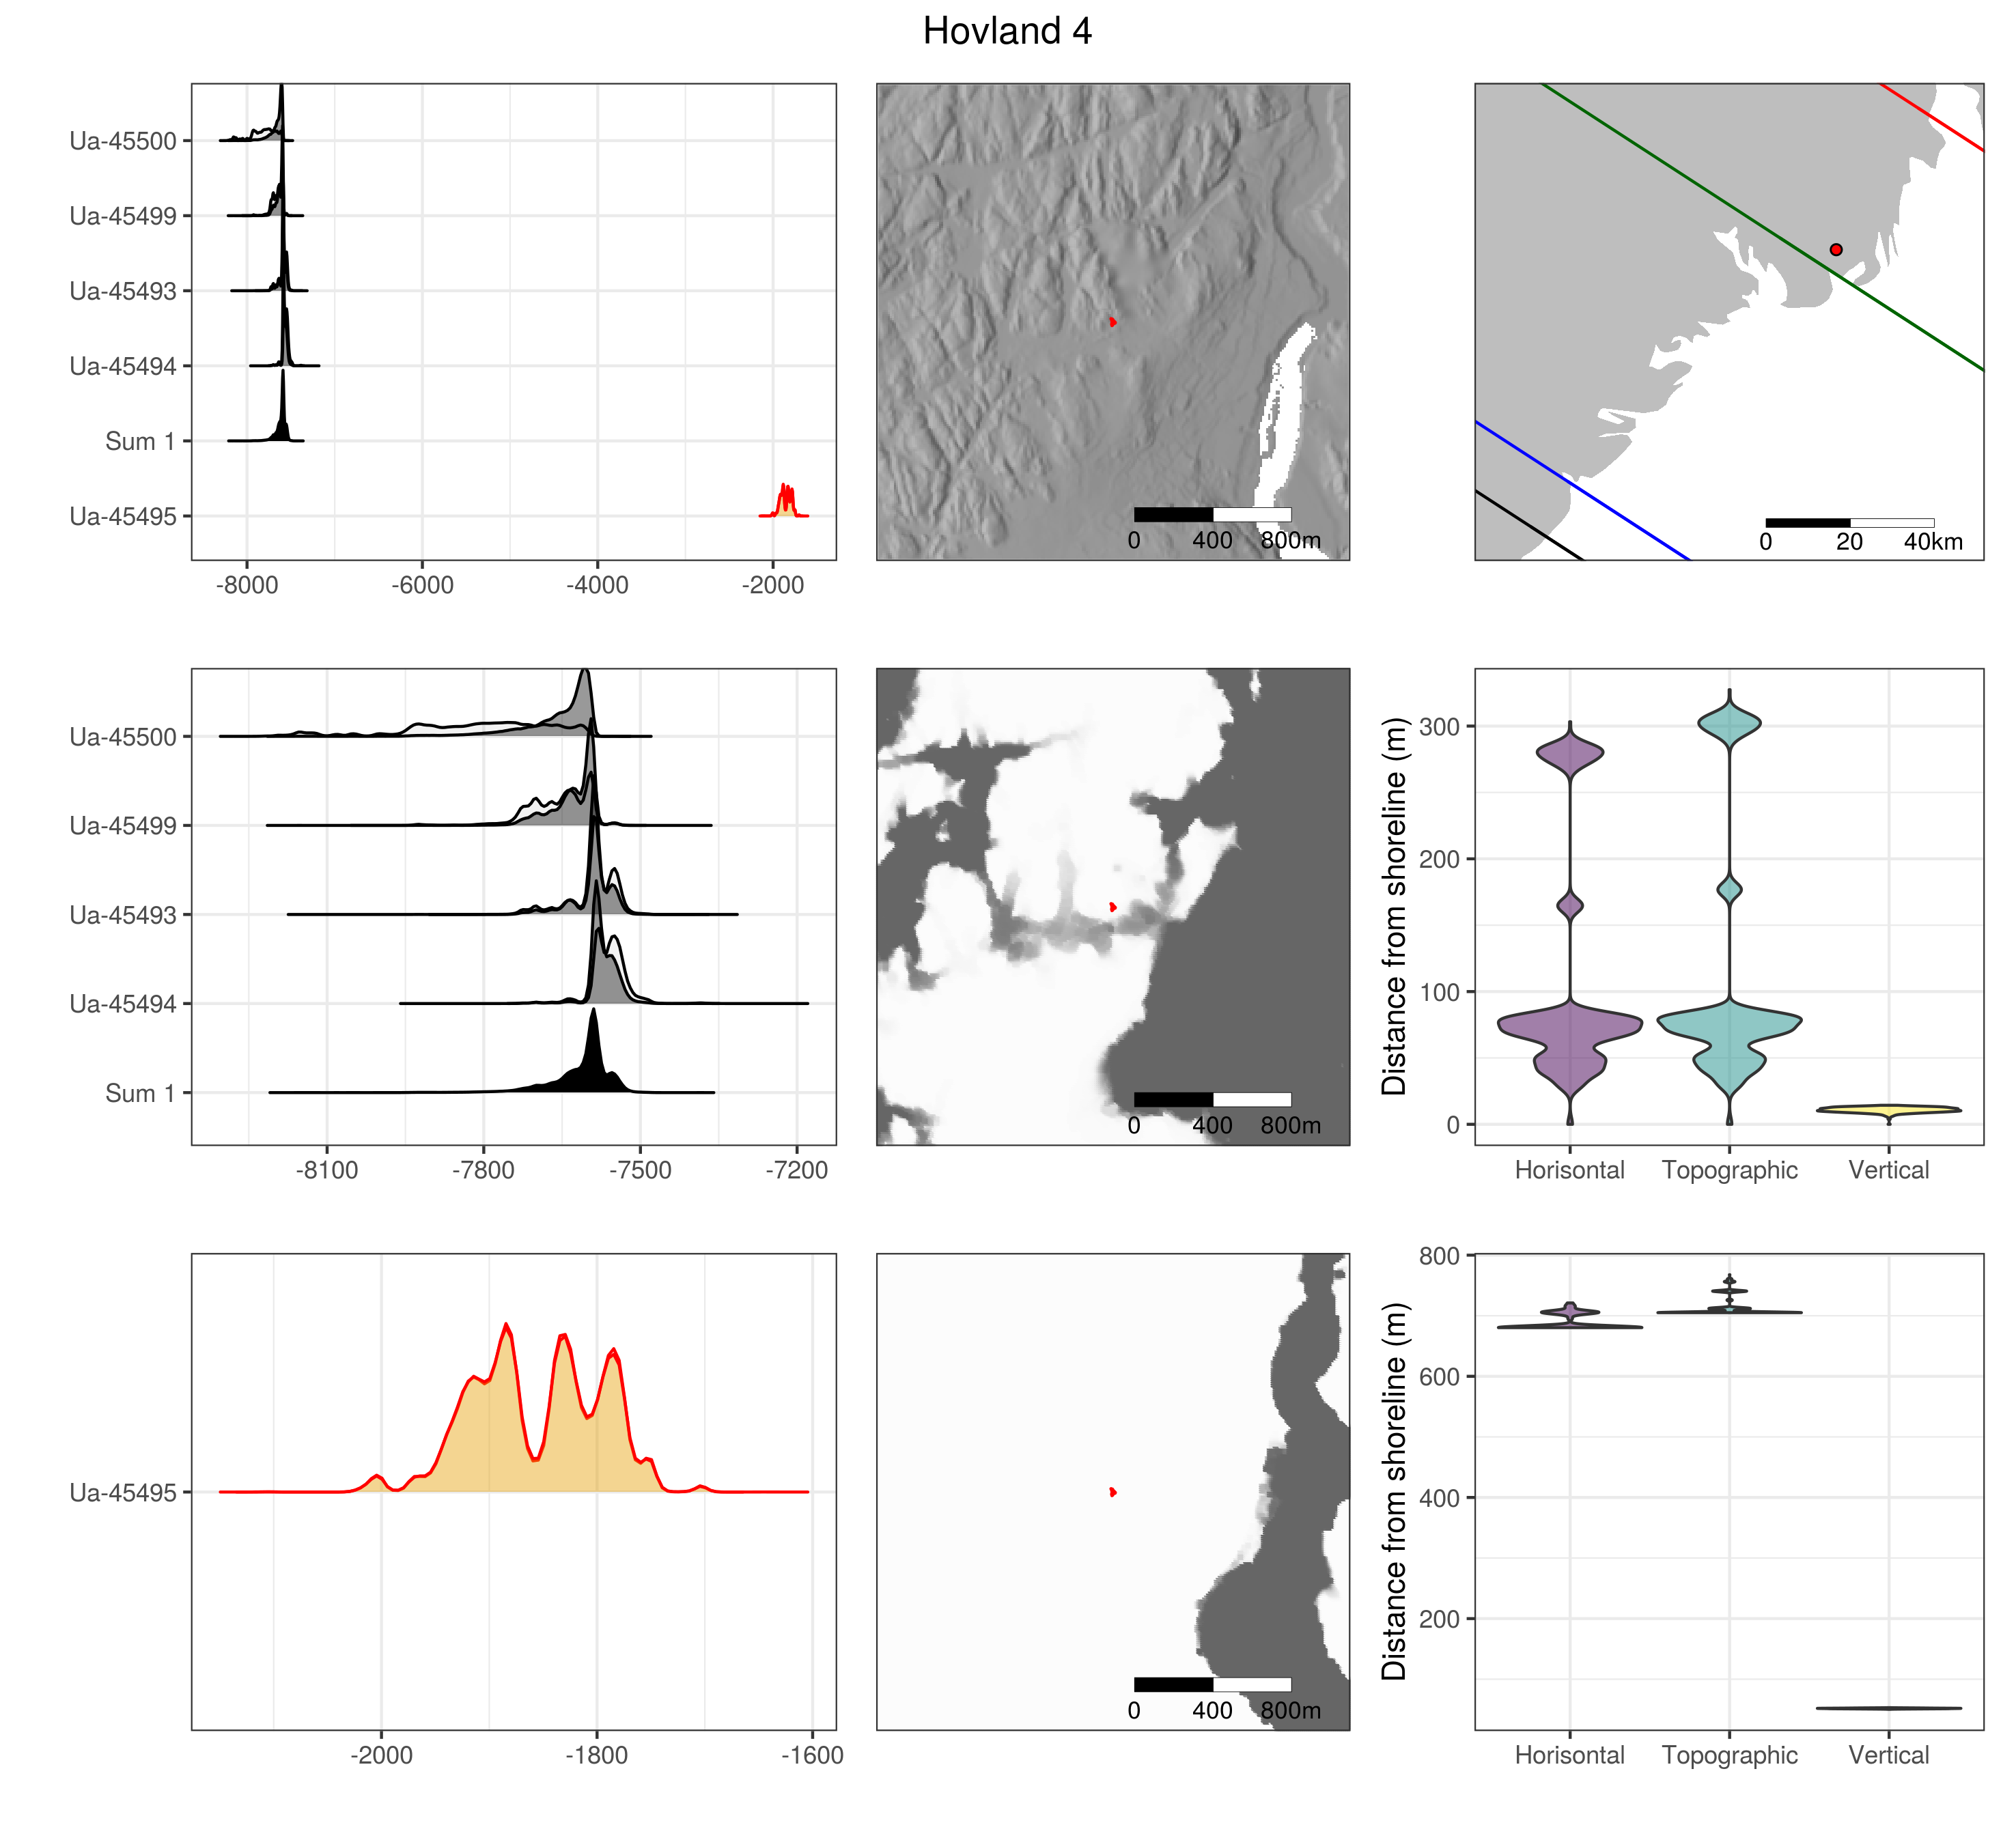 Hovland 4
Ua-45500
Ua-45499
Ua-45493
Ua-45494
Sum 1
Ua-45495
-8000 -6000 -4000 -2000
0 400 800m
0 20 40km
Ua-45500
Ua-45499
Ua-45493
Ua-45494
Sum 1
-8100 -7800 -7500 -7200
0 400 800m
Distance from shoreline (m)
300
200
100
0
Horisontal Topographic Vertical
Ua-45495
-2000 -1800 -1600
0 400 800m
Distance from shoreline (m)
800
600
400
200
Horisontal Topographic Vertical